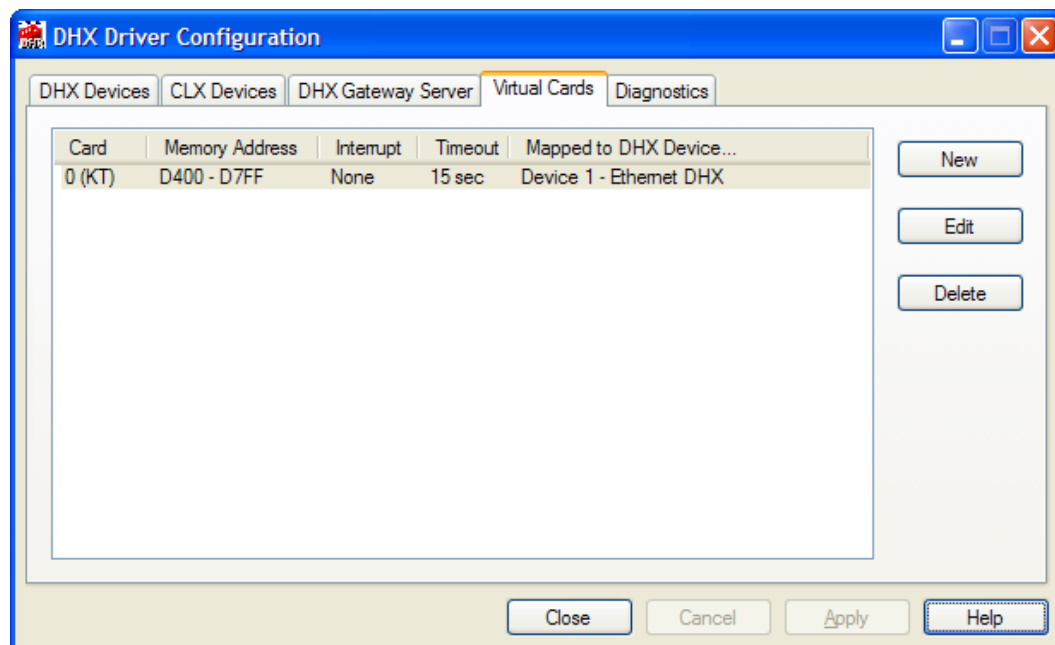 DHX Driver Configuration
DHX Devices CLX Devices DHX Gateway Server Virtual Cards Diagnostics
Card Memory Address Interrupt Timeout Mapped to DHX Device...
0 (KT) D400 - D7FF None 15 sec Device 1 - Ethernet DHX
New
Edit
Delete
Close Cancel Apply Help